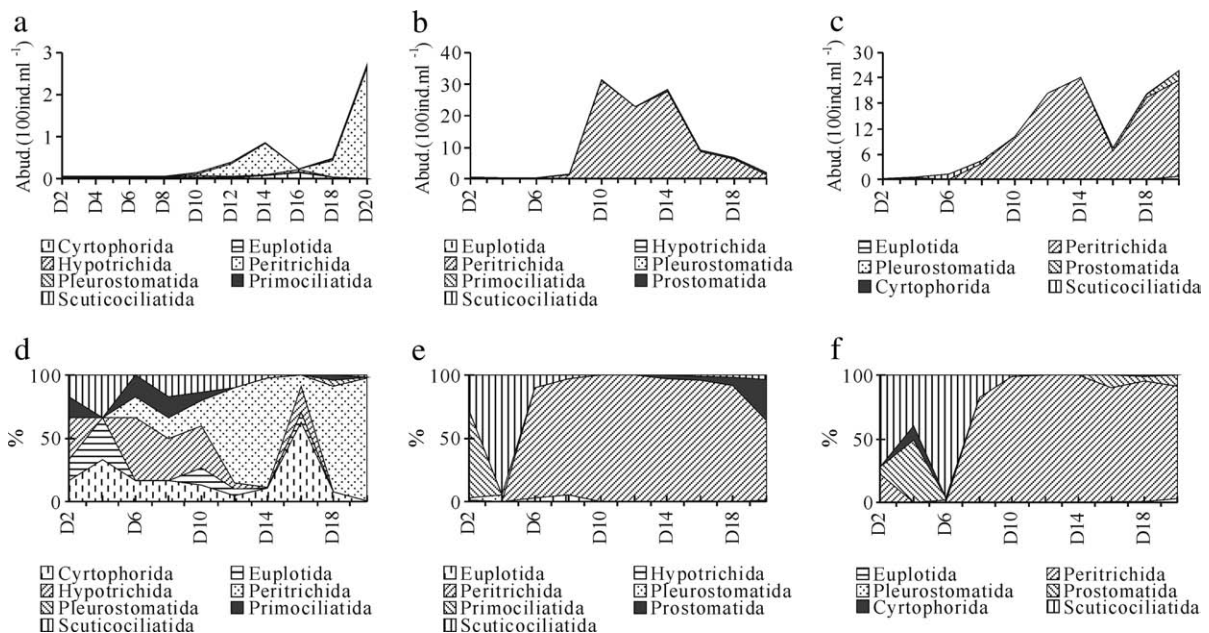 a
Abud.(100ind.ml⁻¹)
3
2
1
0
D2
D4
D6
D8
D10
D12
D14
D16
D18
D20
Cyrtophorida
Euplotida
Hypotrichida
Peritrichida
Pleurostomatida
Primociliatida
Scuticociliatida
b
Abud.(100ind.ml⁻¹)
40
30
20
10
0
D2
D6
D10
D14
D18
Euplotida
Hypotrichida
Peritrichida
Pleurostomatida
Primociliatida
Prostomatida
Scuticociliatida
c
Abud.(100ind.ml⁻¹)
30
24
18
12
6
0
D2
D6
D10
D14
D18
Euplotida
Peritrichida
Pleurostomatida
Prostomatida
Cyrtophorida
Scuticociliatida
d
%
100
50
0
D2
D6
D10
D14
D18
Cyrtophorida
Euplotida
Hypotrichida
Peritrichida
Pleurostomatida
Primociliatida
Scuticociliatida
e
%
100
50
0
D2
D6
D10
D14
D18
Euplotida
Hypotrichida
Peritrichida
Pleurostomatida
Primociliatida
Prostomatida
Scuticociliatida
f
%
100
50
0
D2
D6
D10
D14
D18
Euplotida
Peritrichida
Pleurostomatida
Prostomatida
Cyrtophorida
Scuticociliatida